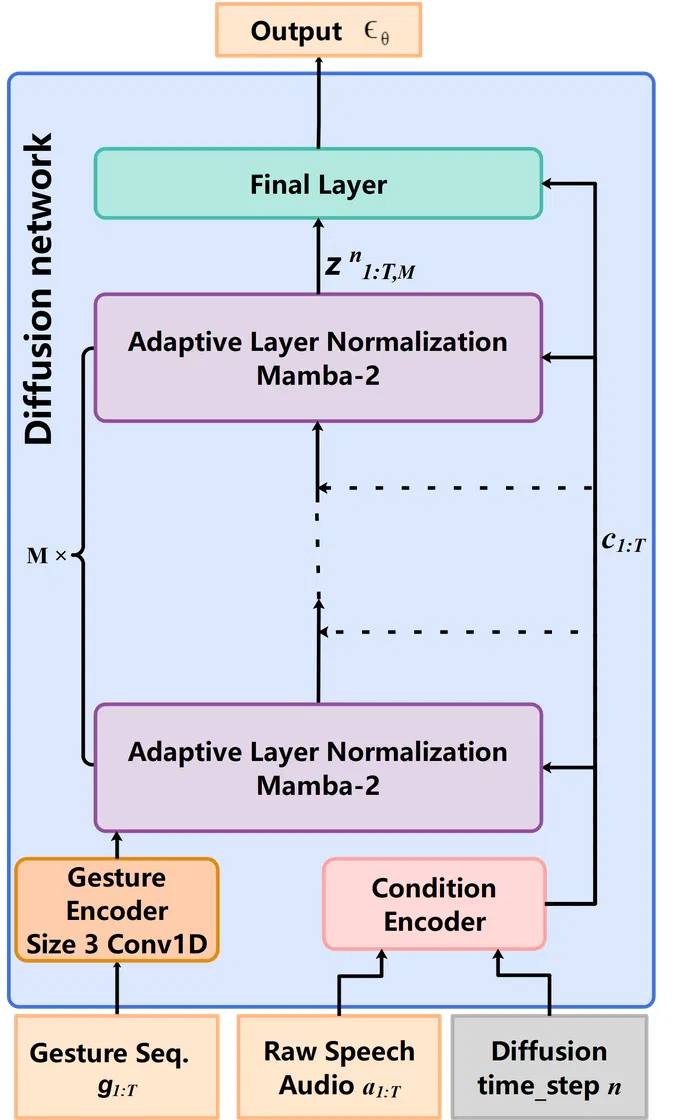 Output ϵθ
Diffusion network
Final Layer
z n1:T,M
Adaptive Layer Normalization
Mamba-2
M ×
c1:T
Adaptive Layer Normalization
Mamba-2
Gesture
Encoder
Size 3 Conv1D
Condition
Encoder
Gesture Seq.
g1:T
Raw Speech
Audio a1:T
Diffusion
time_step n